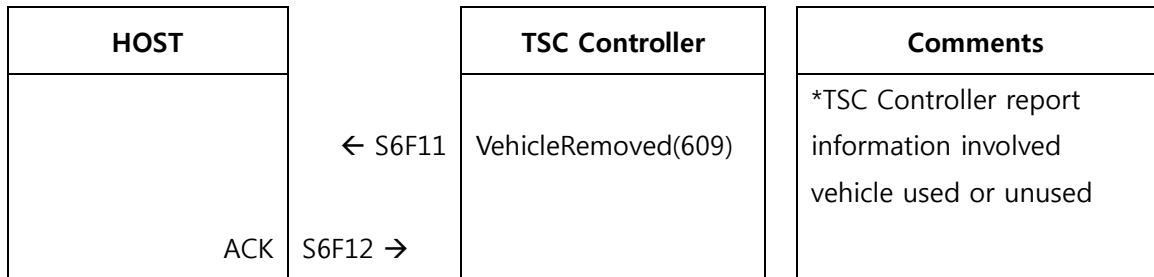 HOST
TSC Controller
Comments
*TSC Controller report
← S6F11 VehicleRemoved(609) information involved
vehicle used or unused
ACK S6F12 →